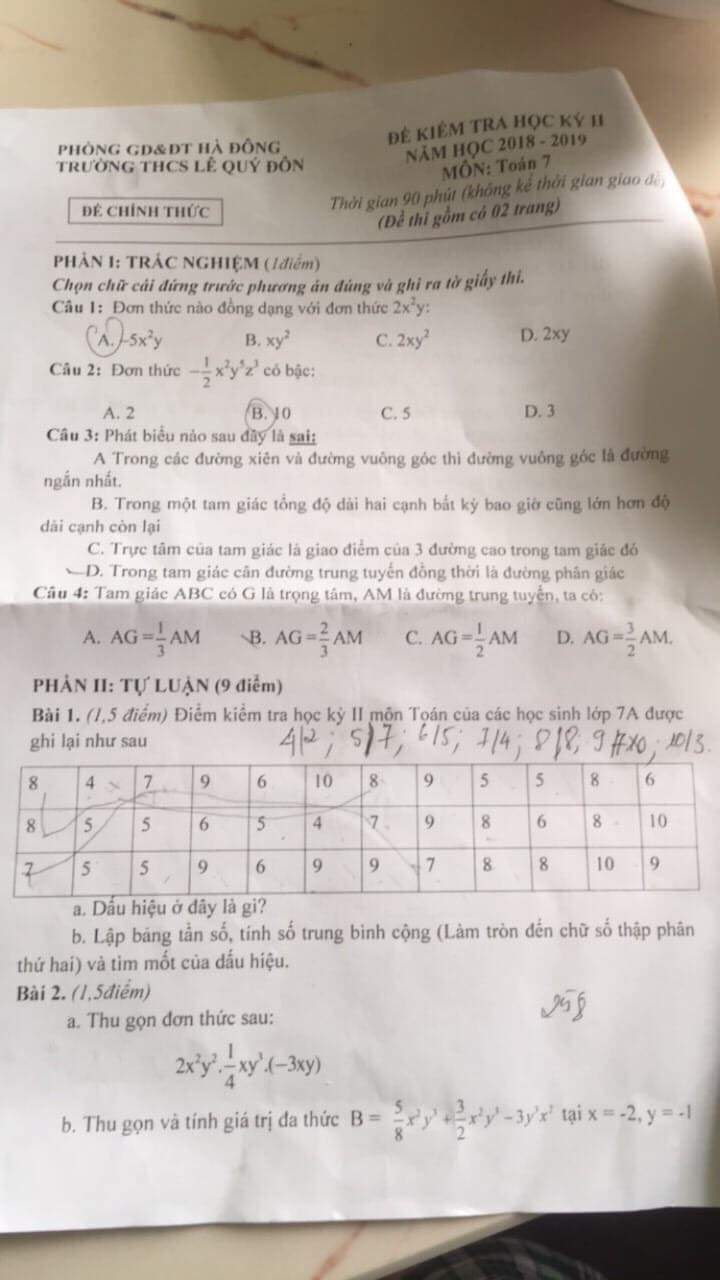 PHÒNG GD&ĐT HÀ ĐÔNG
TRƯỜNG THCS LÊ QUÝ ĐÔN
ĐỀ CHÍNH THỨC
ĐỀ KIỂM TRA HỌC KỲ II
NĂM HỌC 2018 - 2019
MÔN: Toán 7
Thời gian 90 phút (không kể thời gian giao đề)
(Đề thi gồm có 02 trang)
PHẦN I: TRẮC NGHIỆM (1điểm)
Chọn chữ cái đứng trước phương án đúng và ghi ra tờ giấy thi.
Câu 1: Đơn thức nào đồng dạng với đơn thức 2x²y:
A. -5x²y B. xy² C. 2xy² D. 2xy
Câu 2: Đơn thức -1/2 x²y⁵z³ có bậc:
A. 2 B. 10 C. 5 D. 3
Câu 3: Phát biểu nào sau đây là sai:
A Trong các đường xiên và đường vuông góc thì đường vuông góc là đường
ngắn nhất.
B. Trong một tam giác tổng độ dài hai cạnh bất kỳ bao giờ cũng lớn hơn độ
dài cạnh còn lại
C. Trực tâm của tam giác là giao điểm của 3 đường cao trong tam giác đó
D. Trong tam giác cân đường trung tuyến đồng thời là đường phân giác
Câu 4: Tam giác ABC có G là trọng tâm, AM là đường trung tuyến, ta có:
A. AG=1/3 AM B. AG=2/3 AM C. AG=1/2 AM D. AG=3/2 AM.
PHẦN II: TỰ LUẬN (9 điểm)
Bài 1. (1,5 điểm) Điểm kiểm tra học kỳ II môn Toán của các học sinh lớp 7A được
ghi lại như sau
4/2; 5/7; 6/5; 7/4; 8/8; 9; 10/3.
8 4 7 9 6 10 8 9 5 5 8 6
8 5 5 6 5 4 7 9 8 6 8 10
7 5 5 9 6 9 9 7 8 8 10 9
a. Dấu hiệu ở đây là gì?
b. Lập bảng tần số, tính số trung bình cộng (Làm tròn đến chữ số thập phân
thứ hai) và tìm mốt của dấu hiệu.
Bài 2. (1,5điểm)
a. Thu gọn đơn thức sau:
2x²y².1/4 xy³.(-3xy)
b. Thu gọn và tính giá trị đa thức B = 5/8 x²y³ + 3/2 x²y³ - 3y³x² tại x = -2, y = -1